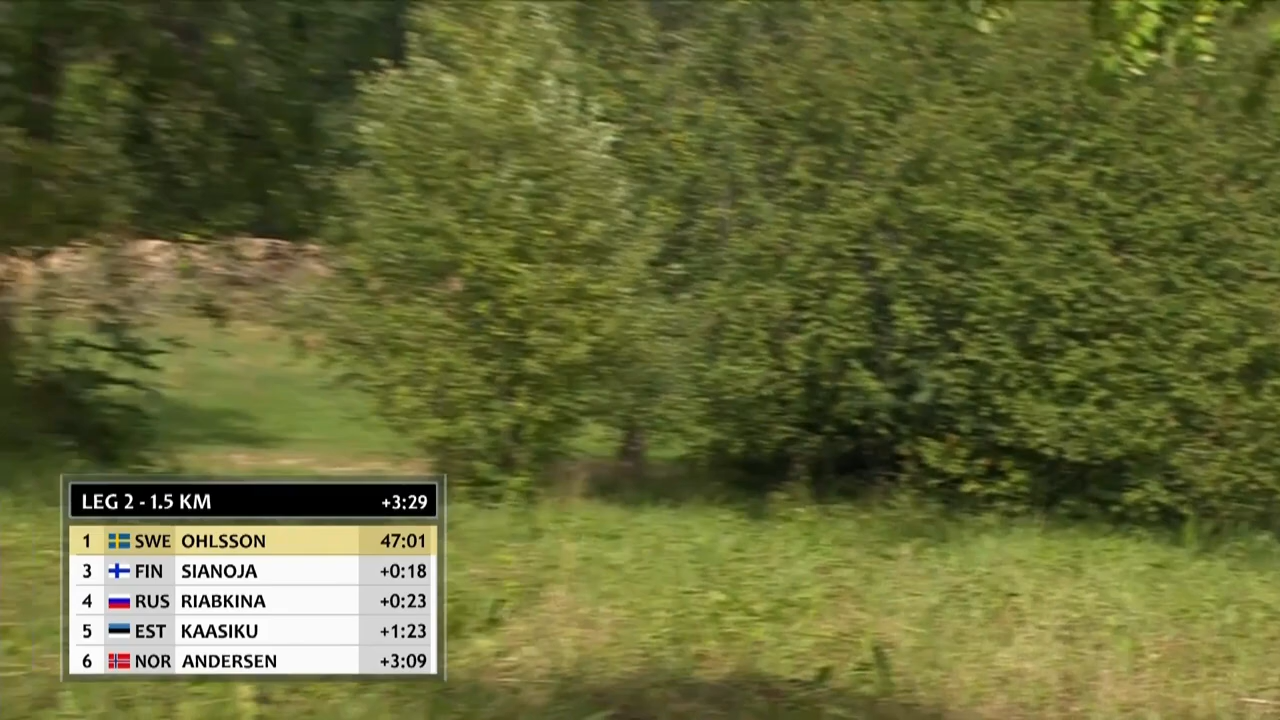 LEG 2 - 1.5 KM +3:29
1 SWE OHLSSON 47:01
3 FIN SIANOJA +0:18
4 RUS RIABKINA +0:23
5 EST KAASIKU +1:23
6 NOR ANDERSEN +3:09